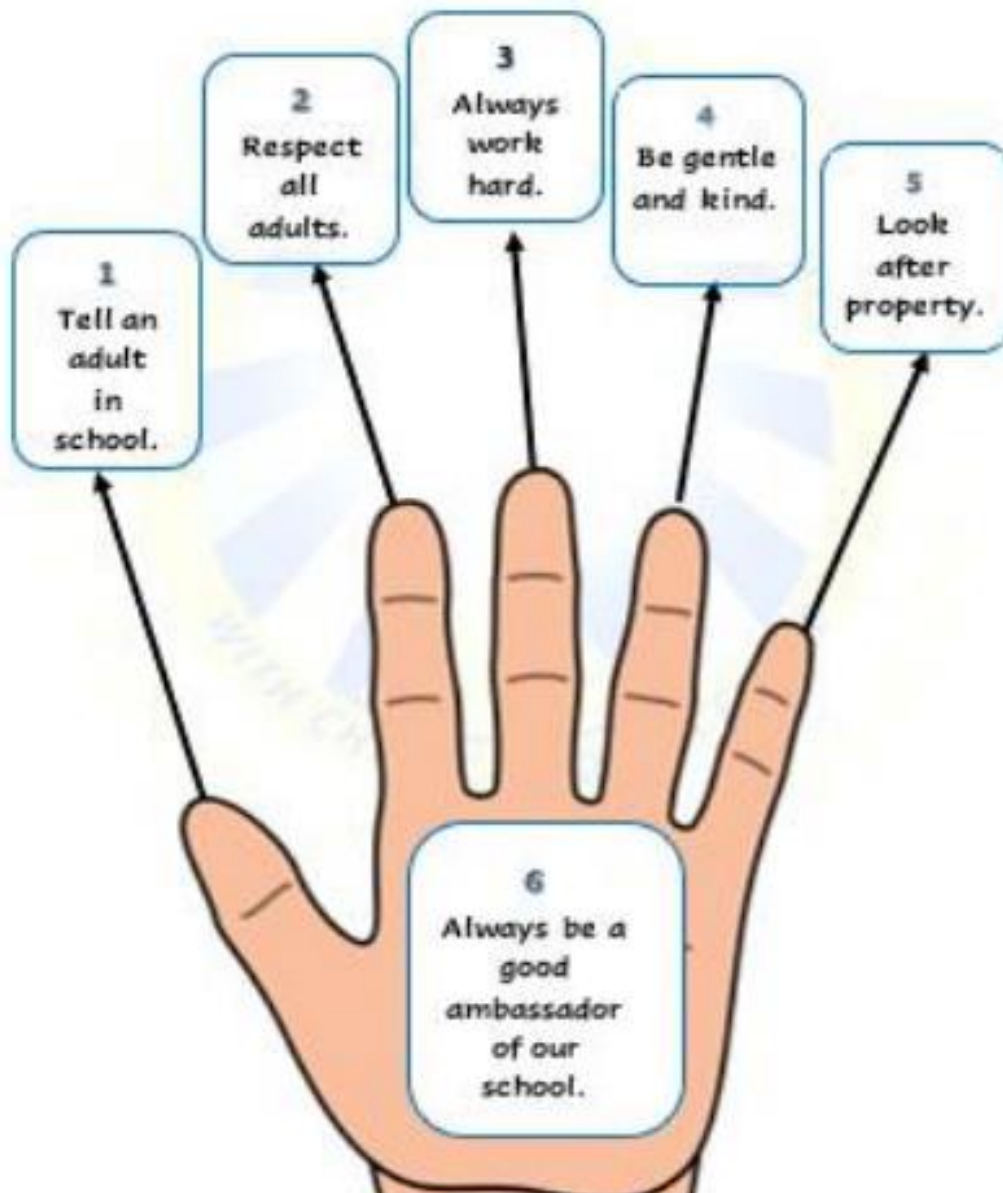 1
Tell an
adult
in
school.
2
Respect
all
adults.
3
Always
work
hard.
4
Be gentle
and kind.
5
Look
after
property.
6
Always be a
good
ambassador
of our
school.
WITH